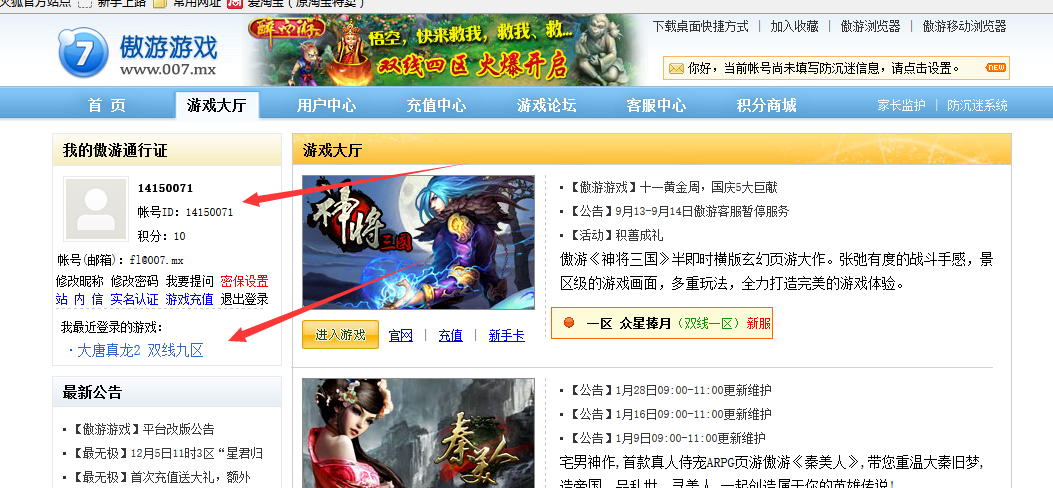 火狐官方站点 新手上路 常用网址 爱淘宝（原淘宝特卖）
7 傲游游戏
www.007.mx
醉西游
悟空，快来救我，救我、救...
双线四区 火爆开启
下载桌面快捷方式 | 加入收藏 | 傲游浏览器 | 傲游移动浏览器
你好，当前帐号尚未填写防沉迷信息，请点击设置。 NEW
首 页 游戏大厅 用户中心 充值中心 游戏论坛 客服中心 积分商城 家长监护 | 防沉迷系统
我的傲游通行证
14150071
帐号ID: 14150071
积分: 10
帐号(邮箱): fl@007.mx
修改昵称 修改密码 我要提问 密保设置
站 内 信 实名认证 游戏充值 退出登录
我最近登录的游戏:
·大唐真龙2 双线九区
最新公告
▪【傲游游戏】平台改版公告
▪【最无极】12月5日11时3区“星君归
▪【最无极】首次充值送大礼，额外
游戏大厅
神将三国
进入游戏 官网 | 充值 | 新手卡
▪【傲游游戏】十一黄金周，国庆5大巨献
▪【公告】9月13-9月14日傲游客服暂停服务
▪【活动】积善成礼
傲游《神将三国》半即时横版玄幻页游大作。张弛有度的战斗手感，景
区级的游戏画面，多重玩法，全力打造完美的游戏体验。
一区 众星捧月（双线一区）新服
秦美人
▪【公告】1月28日09:00-11:00更新维护
▪【公告】1月16日09:00-11:00更新维护
▪【公告】1月9日09:00-11:00更新维护
宅男神作,首款真人侍宠ARPG页游傲游《秦美人》,带您重温大秦旧梦,
造帝国、品乱世、寻美人,一起创造属于你的英雄传说!